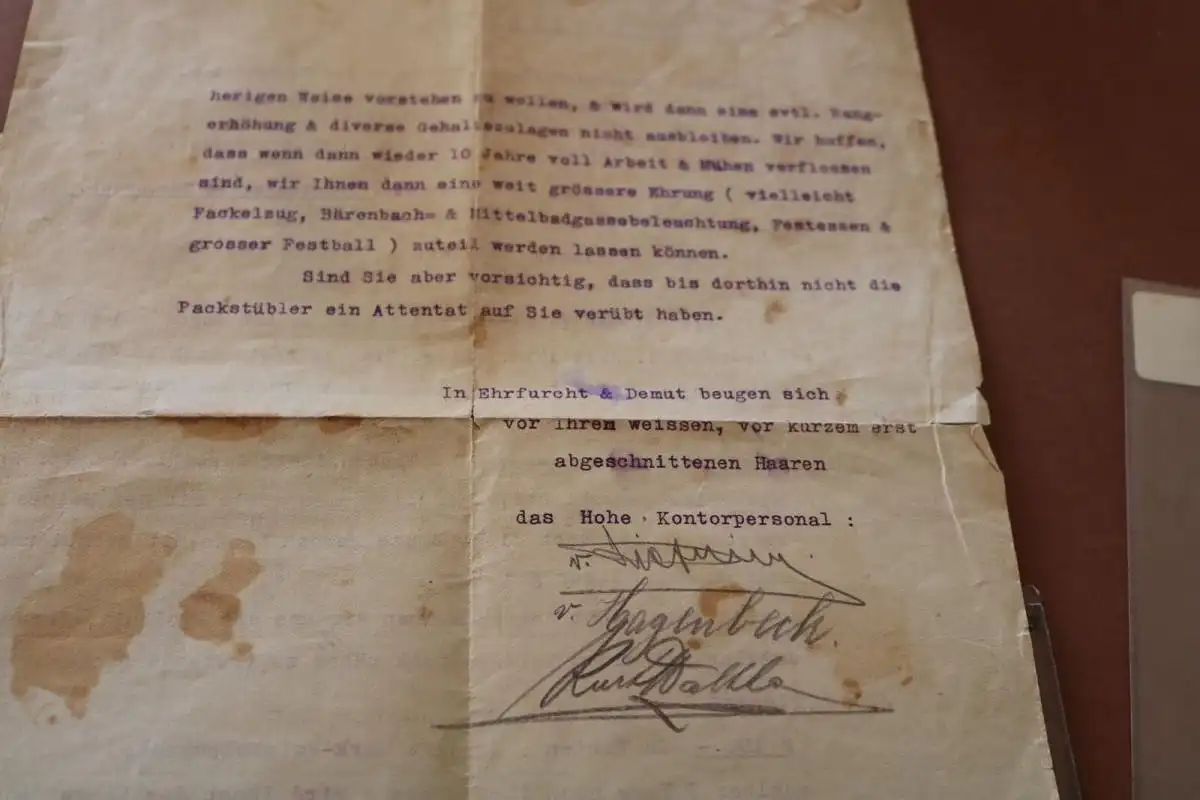 herigen Weise vorstehen zu wollen, & wird dann eine evtl. Rang-
erhöhung & diverse Gehaltszulagen nicht ausbleiben. Wir hoffen,
dass wenn dann wieder 10 Jahre voll Arbeit & Mühen verflossen
sind, wir Ihnen dann eine weit grössere Ehrung ( vielleicht
Fackelzug, Bärenbach- & Mittelbadgassebeleuchtung, Festessen &
grosser Festball ) zuteil werden lassen können.
Sind Sie aber vorsichtig, dass bis dorthin nicht die
Packstübler ein Attentat auf Sie verübt haben.
In Ehrfurcht & Demut beugen sich
vor Ihrem weissen, vor kurzem erst
abgeschnittenen Haaren
das Hohe Kontorpersonal :
v.
v. Hagenbeck.
Kurt